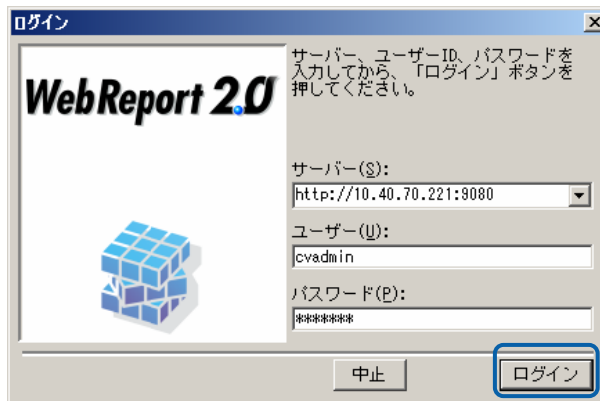 ログイン
WebReport 2.0
サーバー、ユーザーID、パスワードを
入力してから、「ログイン」ボタンを
押してください。
サーバー(S):
http://10.40.70.221:9080
ユーザー(U):
cvadmin
パスワード(P):
*******
中止
ログイン